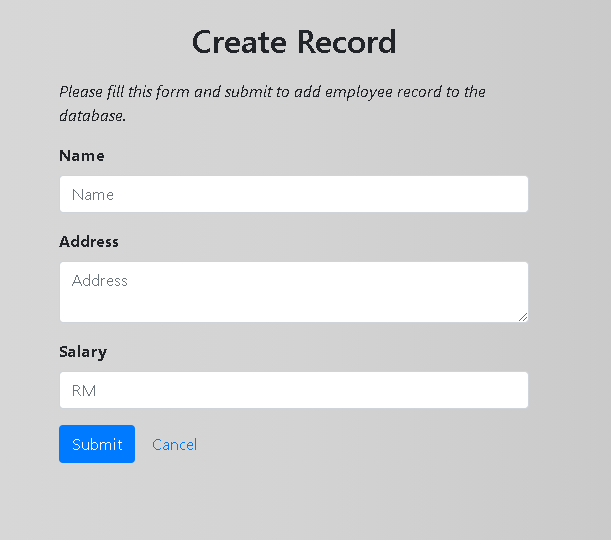 Create Record
Please fill this form and submit to add employee record to the
database.
Name
Name
Address
Address
Salary
RM
Submit Cancel